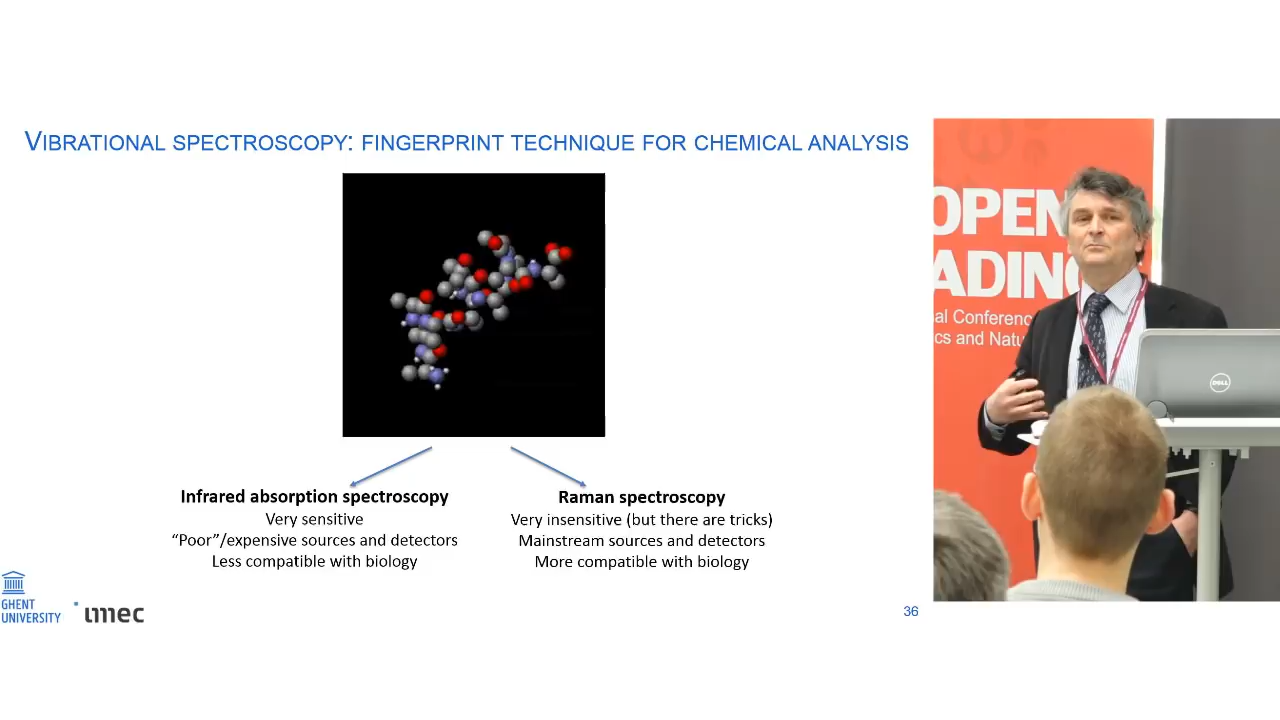 VIBRATIONAL SPECTROSCOPY: FINGERPRINT TECHNIQUE FOR CHEMICAL ANALYSIS
Infrared absorption spectroscopy
Very sensitive
“Poor”/expensive sources and detectors
Less compatible with biology
Raman spectroscopy
Very insensitive (but there are tricks)
Mainstream sources and detectors
More compatible with biology
GHENT
UNIVERSITY
imec
36
OPEN
ADING
al Conferenc
cs and Natu
DELL